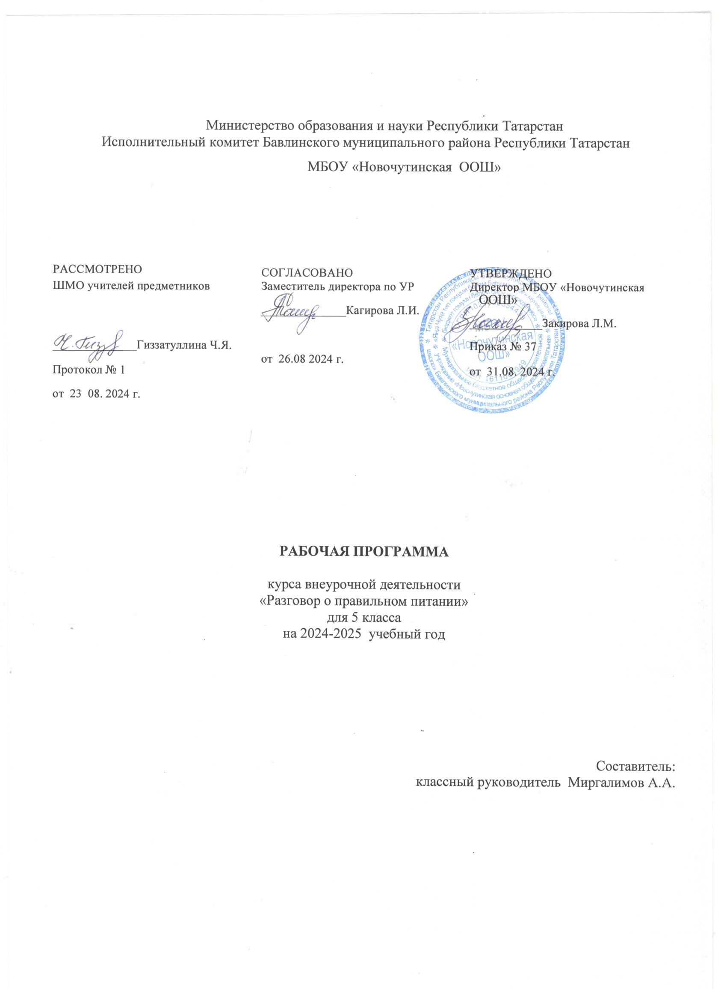 Министерство образования и науки Республики Татарстан
Исполнительный комитет Бавлинского муниципального района Республики Татарстан
МБОУ «Новочутинская ООШ»
РАССМОТРЕНО
ШМО учителей предметников
Гиззатуллина Ч.Я.
Протокол № 1
от 23 08. 2024 г.
СОГЛАСОВАНО
Заместитель директора по УР
Кагирова Л.И.
от 26.08 2024 г.
УТВЕРЖДЕНО
Директор МБОУ «Новочутинская
ООШ»
Закирова Л.М.
Приказ № 37
от 31.08. 2024 г.
«Новочутинская
ООШ»
РАБОЧАЯ ПРОГРАММА
курса внеурочной деятельности
«Разговор о правильном питании»
для 5 класса
на 2024-2025 учебный год
Составитель:
классный руководитель Миргалимов А.А.